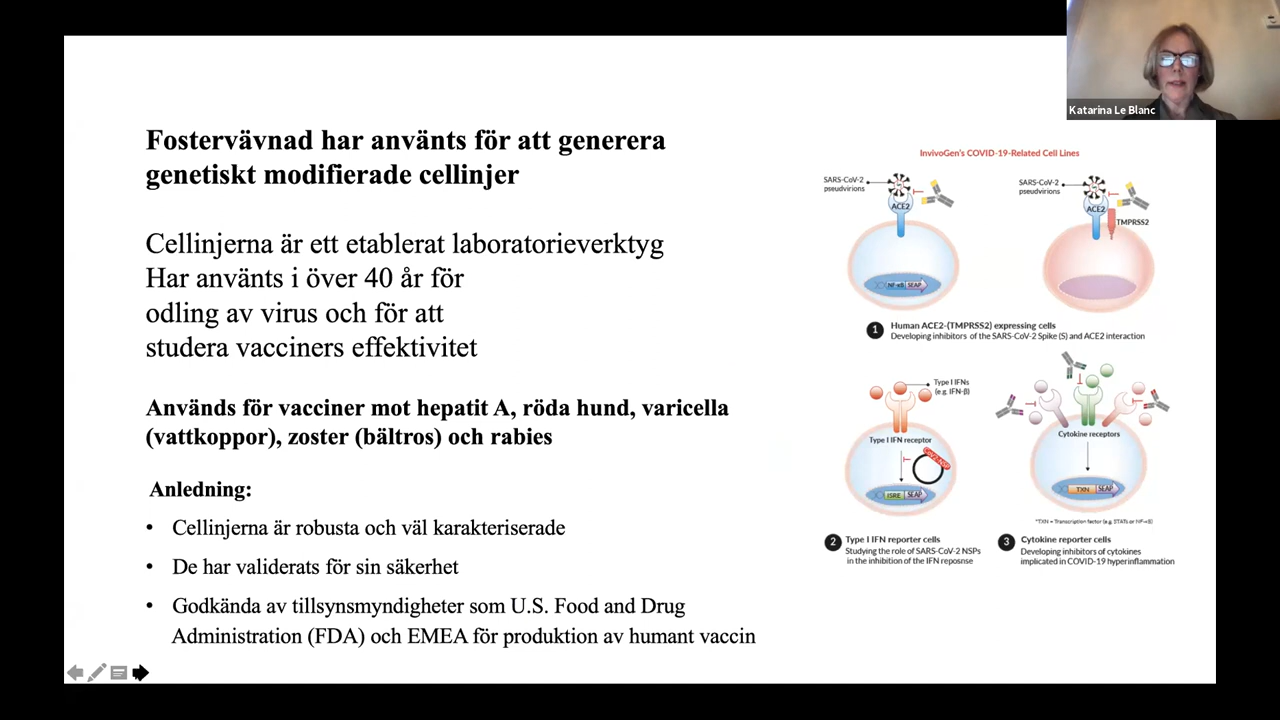 Katarina Le Blanc
Fostervävnad har använts för att generera
genetiskt modifierade cellinjer
Cellinjerna är ett etablerat laboratorieverktyg
Har använts i över 40 år för
odling av virus och för att
studera vacciners effektivitet
Används för vacciner mot hepatit A, röda hund, varicella
(vattkoppor), zoster (bältros) och rabies
Anledning:
• Cellinjerna är robusta och väl karakteriserade
• De har validerats för sin säkerhet
• Godkända av tillsynsmyndigheter som U.S. Food and Drug
Administration (FDA) och EMEA för produktion av humant vaccin
InvivoGen's COVID-19-Related Cell Lines
SARS-CoV-2
pseudovirions
ACE2
NF-κB SEAP
SARS-CoV-2
pseudovirions
ACE2
TMPRSS2
1 Human ACE2-(TMPRSS2) expressing cells
Developing inhibitors of the SARS-CoV-2 Spike (S) and ACE2 interaction
Type I IFNs
(e.g. IFN-β)
Type I IFN receptor
CoV2-NSP
ISRE SEAP
2 Type I IFN reporter cells
Studying the role of SARS-CoV-2 NSPs
in the inhibition of the IFN reposnse
Cytokine receptors
TXN SEAP
*TXN = Transcription factor (e.g. STATs or NF-κB)
3 Cytokine reporter cells
Developing inhibitors of cytokines
implicated in COVID-19 hyperinflammation